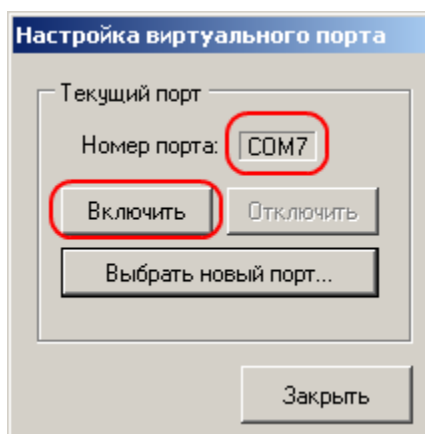 Настройка виртуального порта
Текущий порт
Номер порта: COM7
Включить Отключить
Выбрать новый порт...
Закрыть